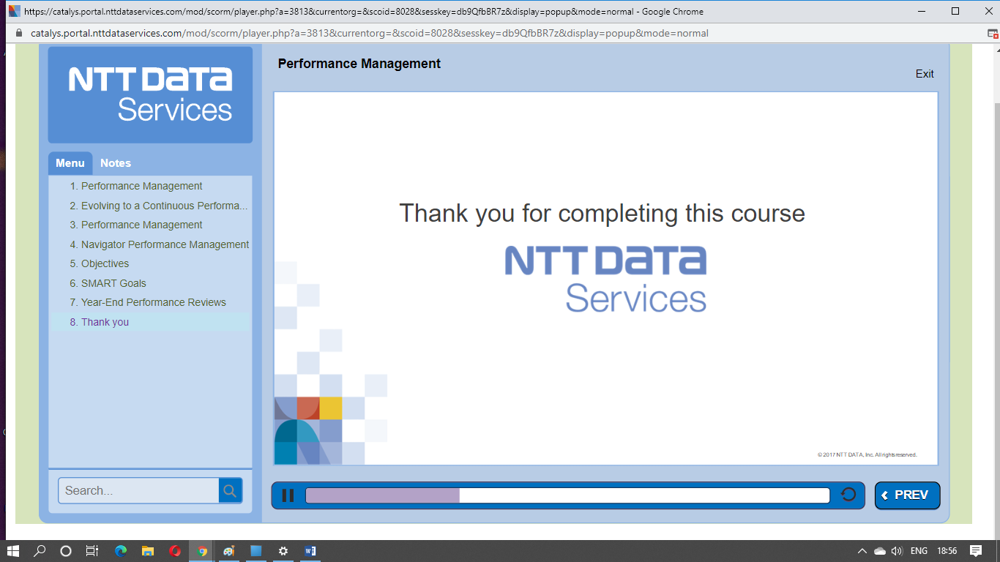 https://catalys.portal.nttdataservices.com/mod/scorm/player.php?a=3813&currentorg=&scoid=8028&sesskey=db9QfbBR7z&display=popup&mode=normal - Google Chrome
catalys.portal.nttdataservices.com/mod/scorm/player.php?a=3813&currentorg=&scoid=8028&sesskey=db9QfbBR7z&display=popup&mode=normal
NTT DATA
Services
Performance Management
Exit
Menu Notes
1. Performance Management
2. Evolving to a Continuous Performa...
3. Performance Management
4. Navigator Performance Management
5. Objectives
6. SMART Goals
7. Year-End Performance Reviews
8. Thank you
Search...
Thank you for completing this course
NTT DATA
Services
© 2017 NTT DATA, Inc. All rights reserved.
PREV
ENG 18:56